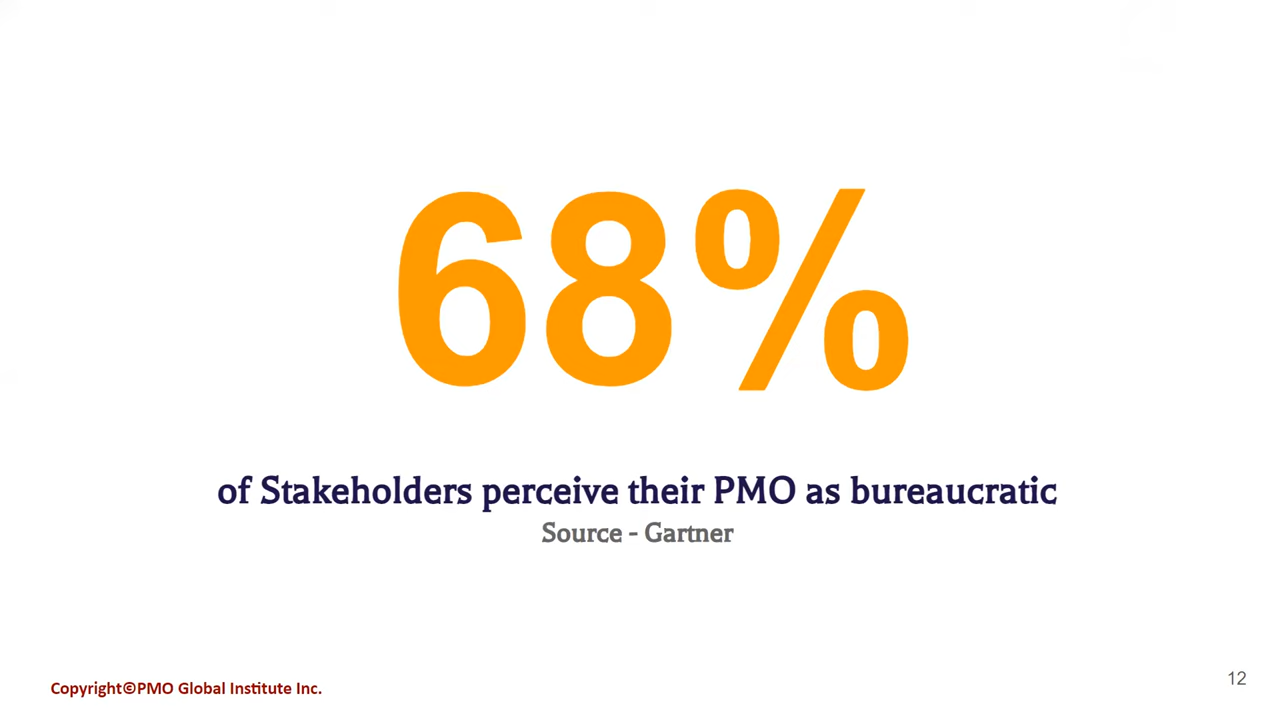 68%
of Stakeholders perceive their PMO as bureaucratic
Source - Gartner
Copyright©PMO Global Institute Inc.
12